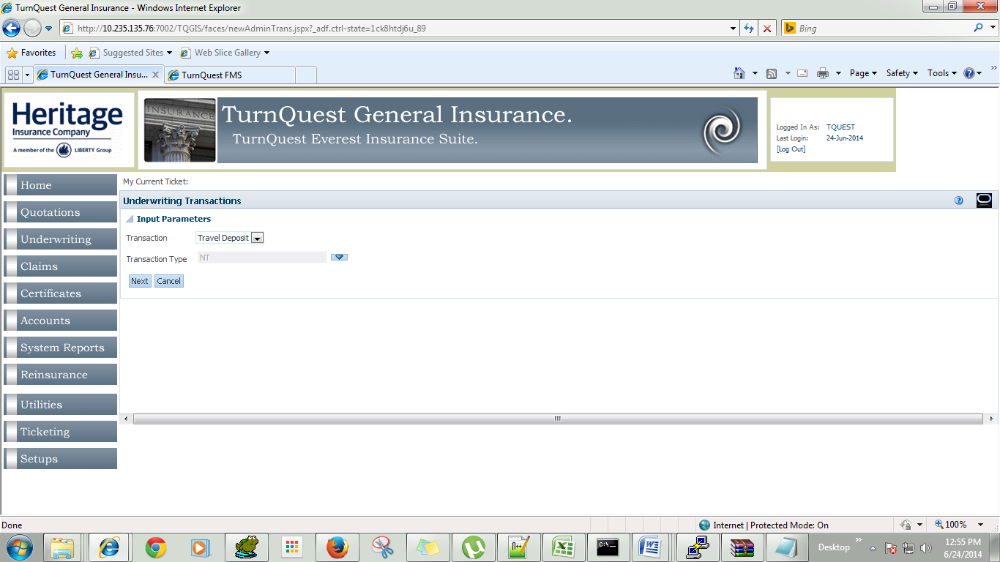 TurnQuest General Insurance - Windows Internet Explorer
http://10.235.135.76:7002/TQGIS/faces/newAdminTrans.jspx?_adf.ctrl-state=1ck8htdj6u_89
Bing
Favorites
Suggested Sites
Web Slice Gallery
TurnQuest General Insu...
TurnQuest FMS
Page
Safety
Tools
Heritage
Insurance Company
A member of the LIBERTY Group
INSURANCE
TurnQuest General Insurance.
TurnQuest Everest Insurance Suite.
Logged In As: TQUEST
Last Login: 24-Jun-2014
[Log Out]
Home
Quotations
Underwriting
Claims
Certificates
Accounts
System Reports
Reinsurance
Utilities
Ticketing
Setups
My Current Ticket:
Underwriting Transactions
Input Parameters
Transaction Travel Deposit
Transaction Type NT
Next Cancel
Done
Internet | Protected Mode: On
100%
Desktop
12:55 PM
6/24/2014